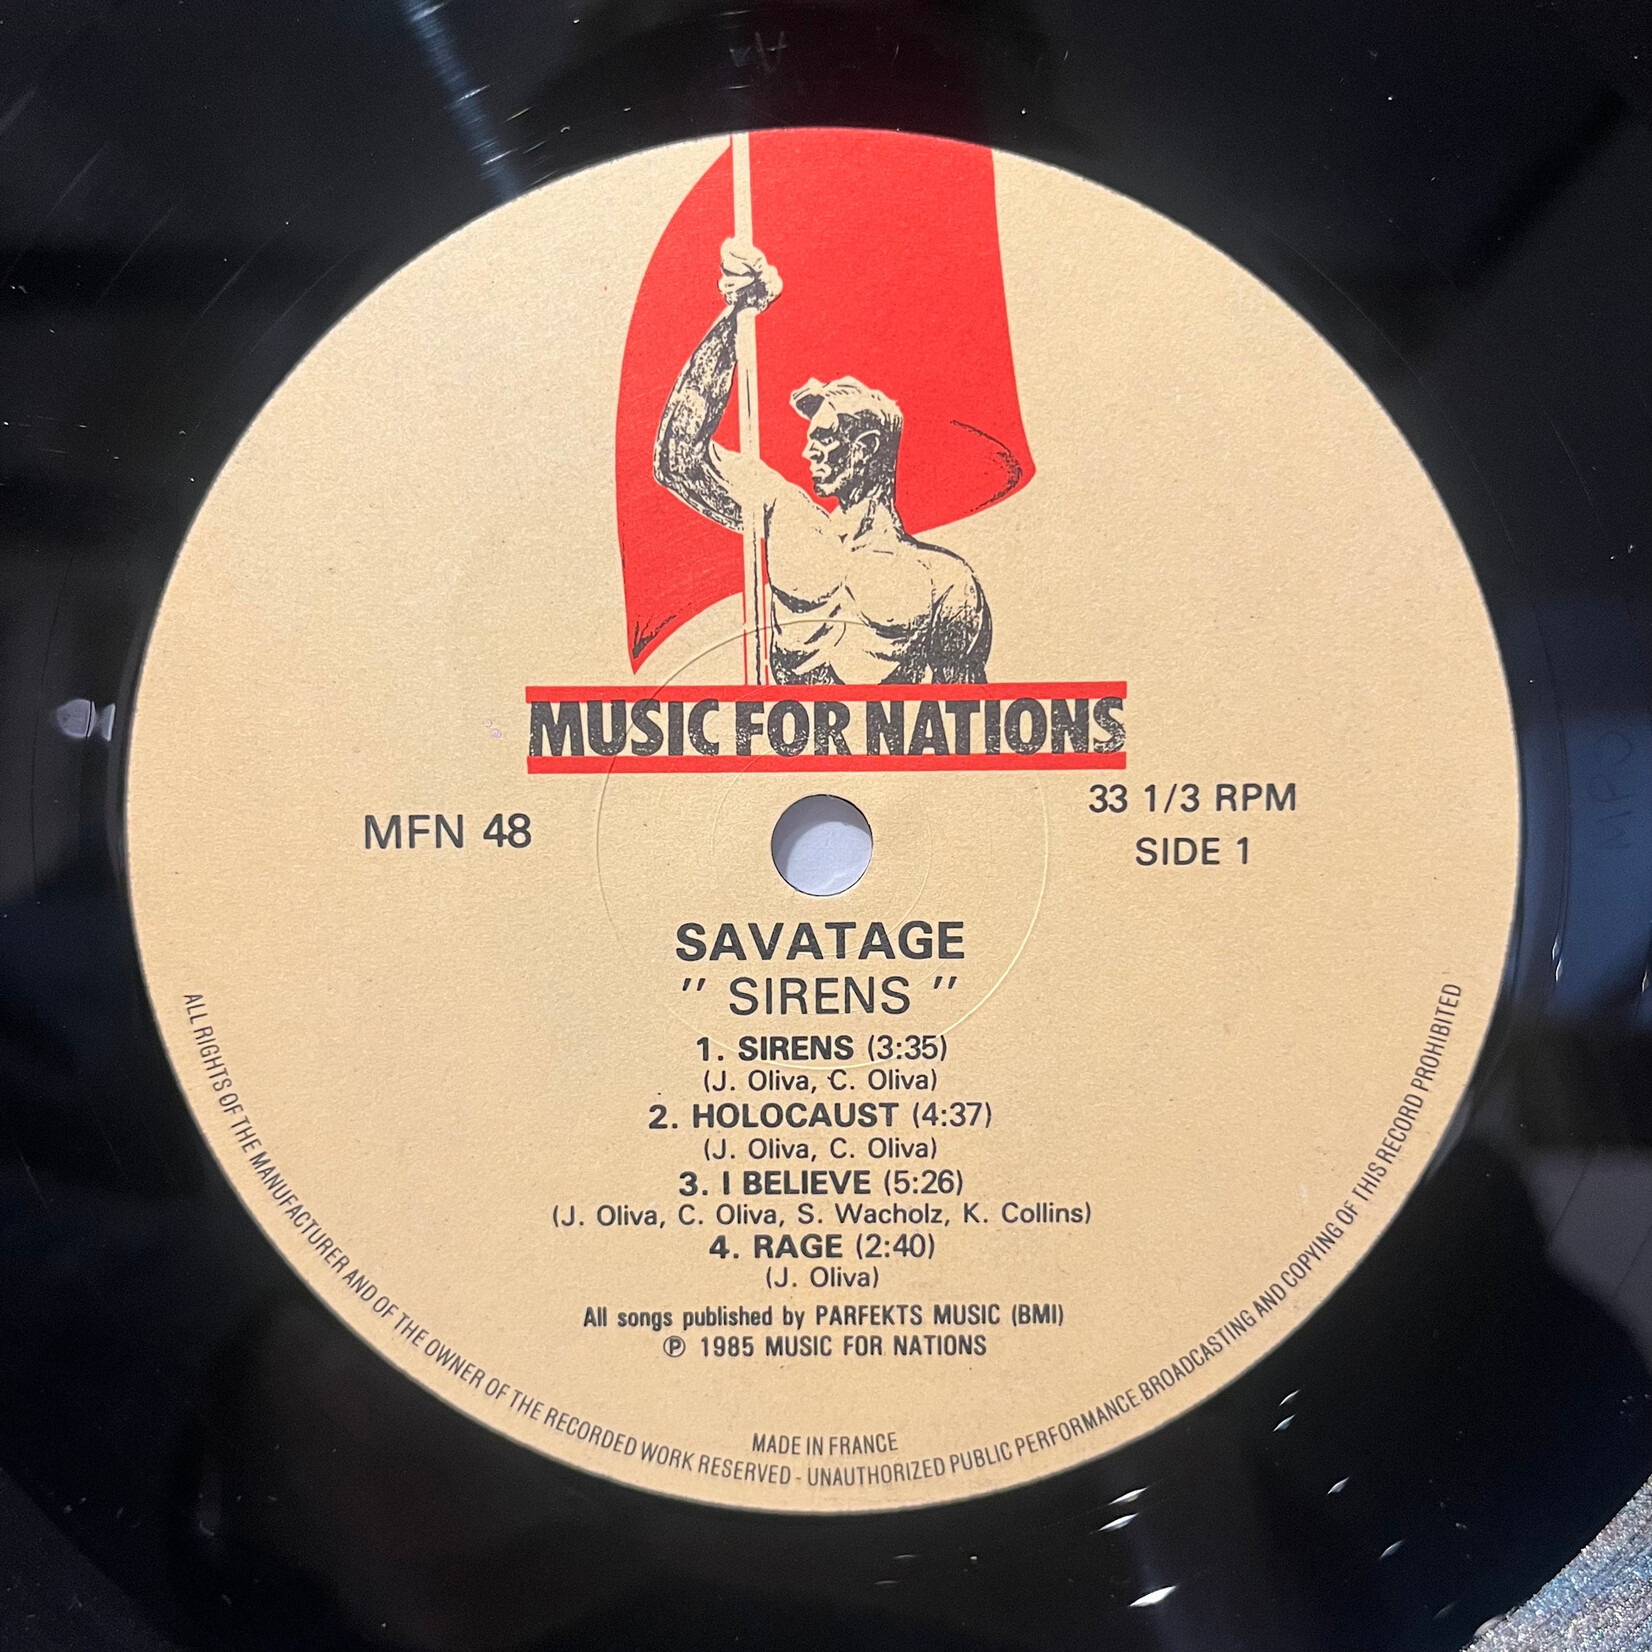 MUSIC FOR NATIONS
MFN 48
33 1/3 RPM
SIDE 1
SAVATAGE
" SIRENS "
1. SIRENS (3:35)
(J. Oliva, C. Oliva)
2. HOLOCAUST (4:37)
(J. Oliva, C. Oliva)
3. I BELIEVE (5:26)
(J. Oliva, C. Oliva, S. Wacholz, K. Collins)
4. RAGE (2:40)
(J. Oliva)
All songs published by PARFEKTS MUSIC (BMI)
℗ 1985 MUSIC FOR NATIONS
MADE IN FRANCE
ALL RIGHTS OF THE MANUFACTURER AND OF THE OWNER OF THE RECORDED WORK RESERVED - UNAUTHORIZED PUBLIC PERFORMANCE BROADCASTING AND COPYING OF THIS RECORD PROHIBITED